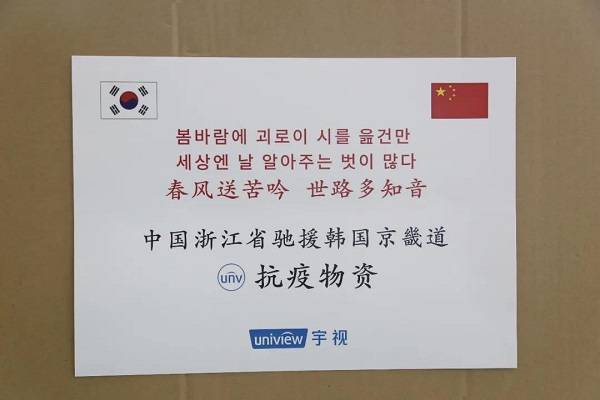 봄바람에 괴로이 시를 읊건만
세상엔 날 알아주는 벗이 많다
春风送苦吟 世路多知音
中国浙江省驰援韩国京畿道
unv 抗疫物资
uniview 宇视